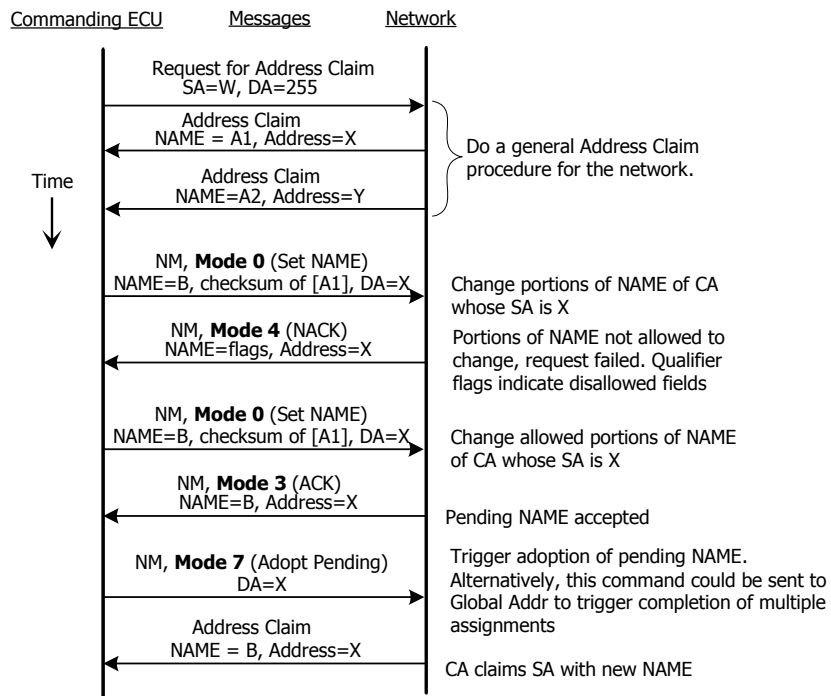 Commanding ECU Messages Network
Request for Address Claim
SA=W, DA=255
Address Claim
NAME = A1, Address=X
Do a general Address Claim
procedure for the network.
Address Claim
NAME=A2, Address=Y
Time
NM, Mode 0 (Set NAME)
NAME=B, checksum of [A1], DA=X
Change portions of NAME of CA
whose SA is X
NM, Mode 4 (NACK)
NAME=flags, Address=X
Portions of NAME not allowed to
change, request failed. Qualifier
flags indicate disallowed fields
NM, Mode 0 (Set NAME)
NAME=B, checksum of [A1], DA=X
Change allowed portions of NAME
of CA whose SA is X
NM, Mode 3 (ACK)
NAME=B, Address=X
Pending NAME accepted
NM, Mode 7 (Adopt Pending)
DA=X
Trigger adoption of pending NAME.
Alternatively, this command could be sent to
Global Addr to trigger completion of multiple
assignments
Address Claim
NAME = B, Address=X
CA claims SA with new NAME